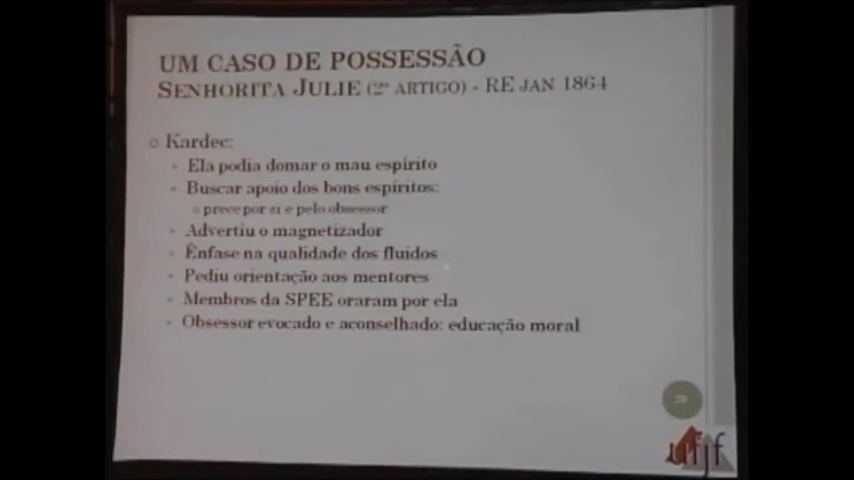 UM CASO DE POSSESSÃO
SENHORITA JULIE (2º ARTIGO) - RE JAN 1864
Kardec:
- Ela podia domar o mau espírito
- Buscar apoio dos bons espíritos:
prece por si e pelo obsessor
- Advertiu o magnetizador
- Ênfase na qualidade dos fluidos
- Pediu orientação aos mentores
- Membros da SPEE oraram por ela
- Obsessor evocado e aconselhado: educação moral
ufjf